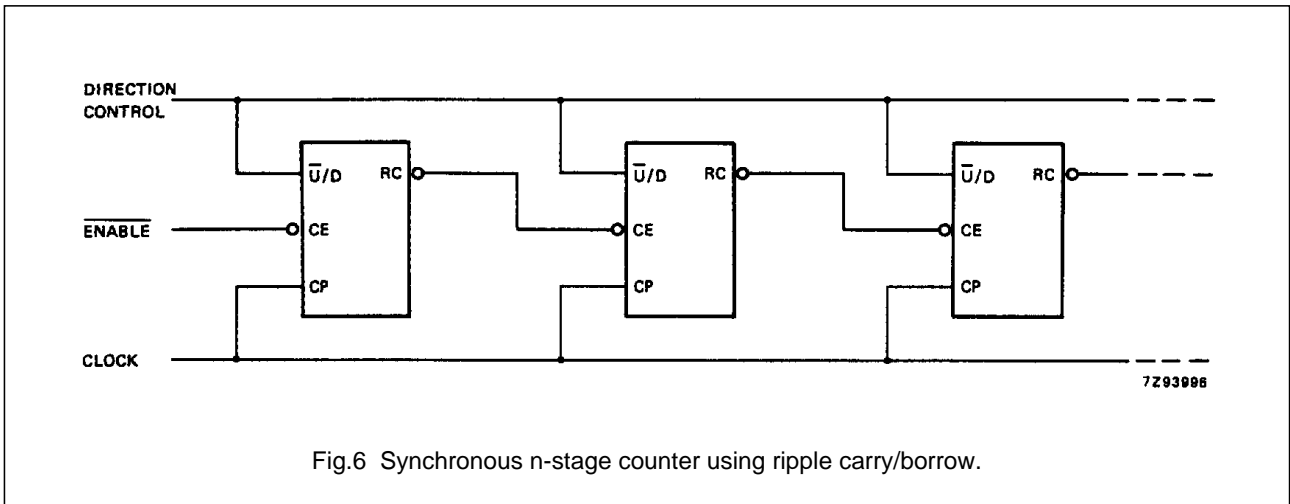 DIRECTION
CONTROL
U̅/D RC
U̅/D RC
U̅/D RC
E̅N̅A̅B̅L̅E̅
CE
CE
CE
CP
CP
CP
CLOCK
7Z93996
Fig.6 Synchronous n-stage counter using ripple carry/borrow.